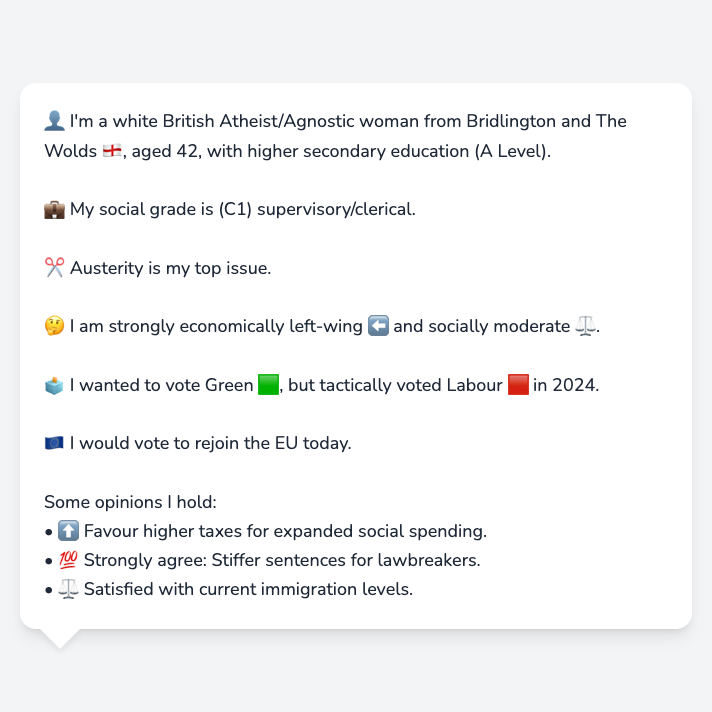 👤 I'm a white British Atheist/Agnostic woman from Bridlington and The
Wolds 🏴󠁧󠁢󠁥󠁮󠁧󠁿, aged 42, with higher secondary education (A Level).
💼 My social grade is (C1) supervisory/clerical.
✂️ Austerity is my top issue.
🤔 I am strongly economically left-wing ⬅️ and socially moderate ⚖️.
🗳️ I wanted to vote Green 🟩, but tactically voted Labour 🟥 in 2024.
🇪🇺 I would vote to rejoin the EU today.
Some opinions I hold:
• ⬆️ Favour higher taxes for expanded social spending.
• 💯 Strongly agree: Stiffer sentences for lawbreakers.
• ⚖️ Satisfied with current immigration levels.